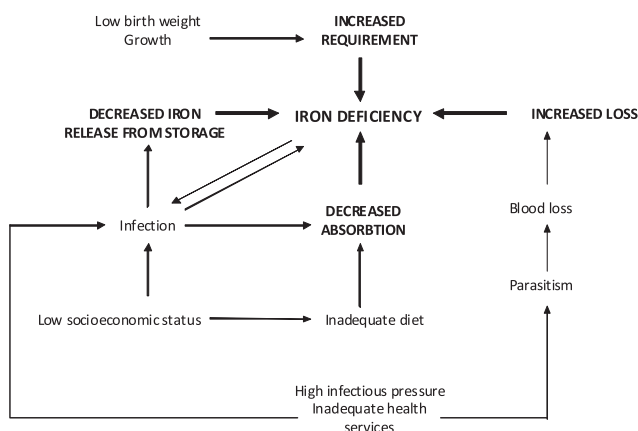 Low birth weight
Growth
INCREASED
REQUIREMENT
DECREASED IRON
RELEASE FROM STORAGE
IRON DEFICIENCY
INCREASED LOSS
Infection
DECREASED
ABSORBTION
Blood loss
Parasitism
Low socioeconomic status
Inadequate diet
High infectious pressure
Inadequate health
services